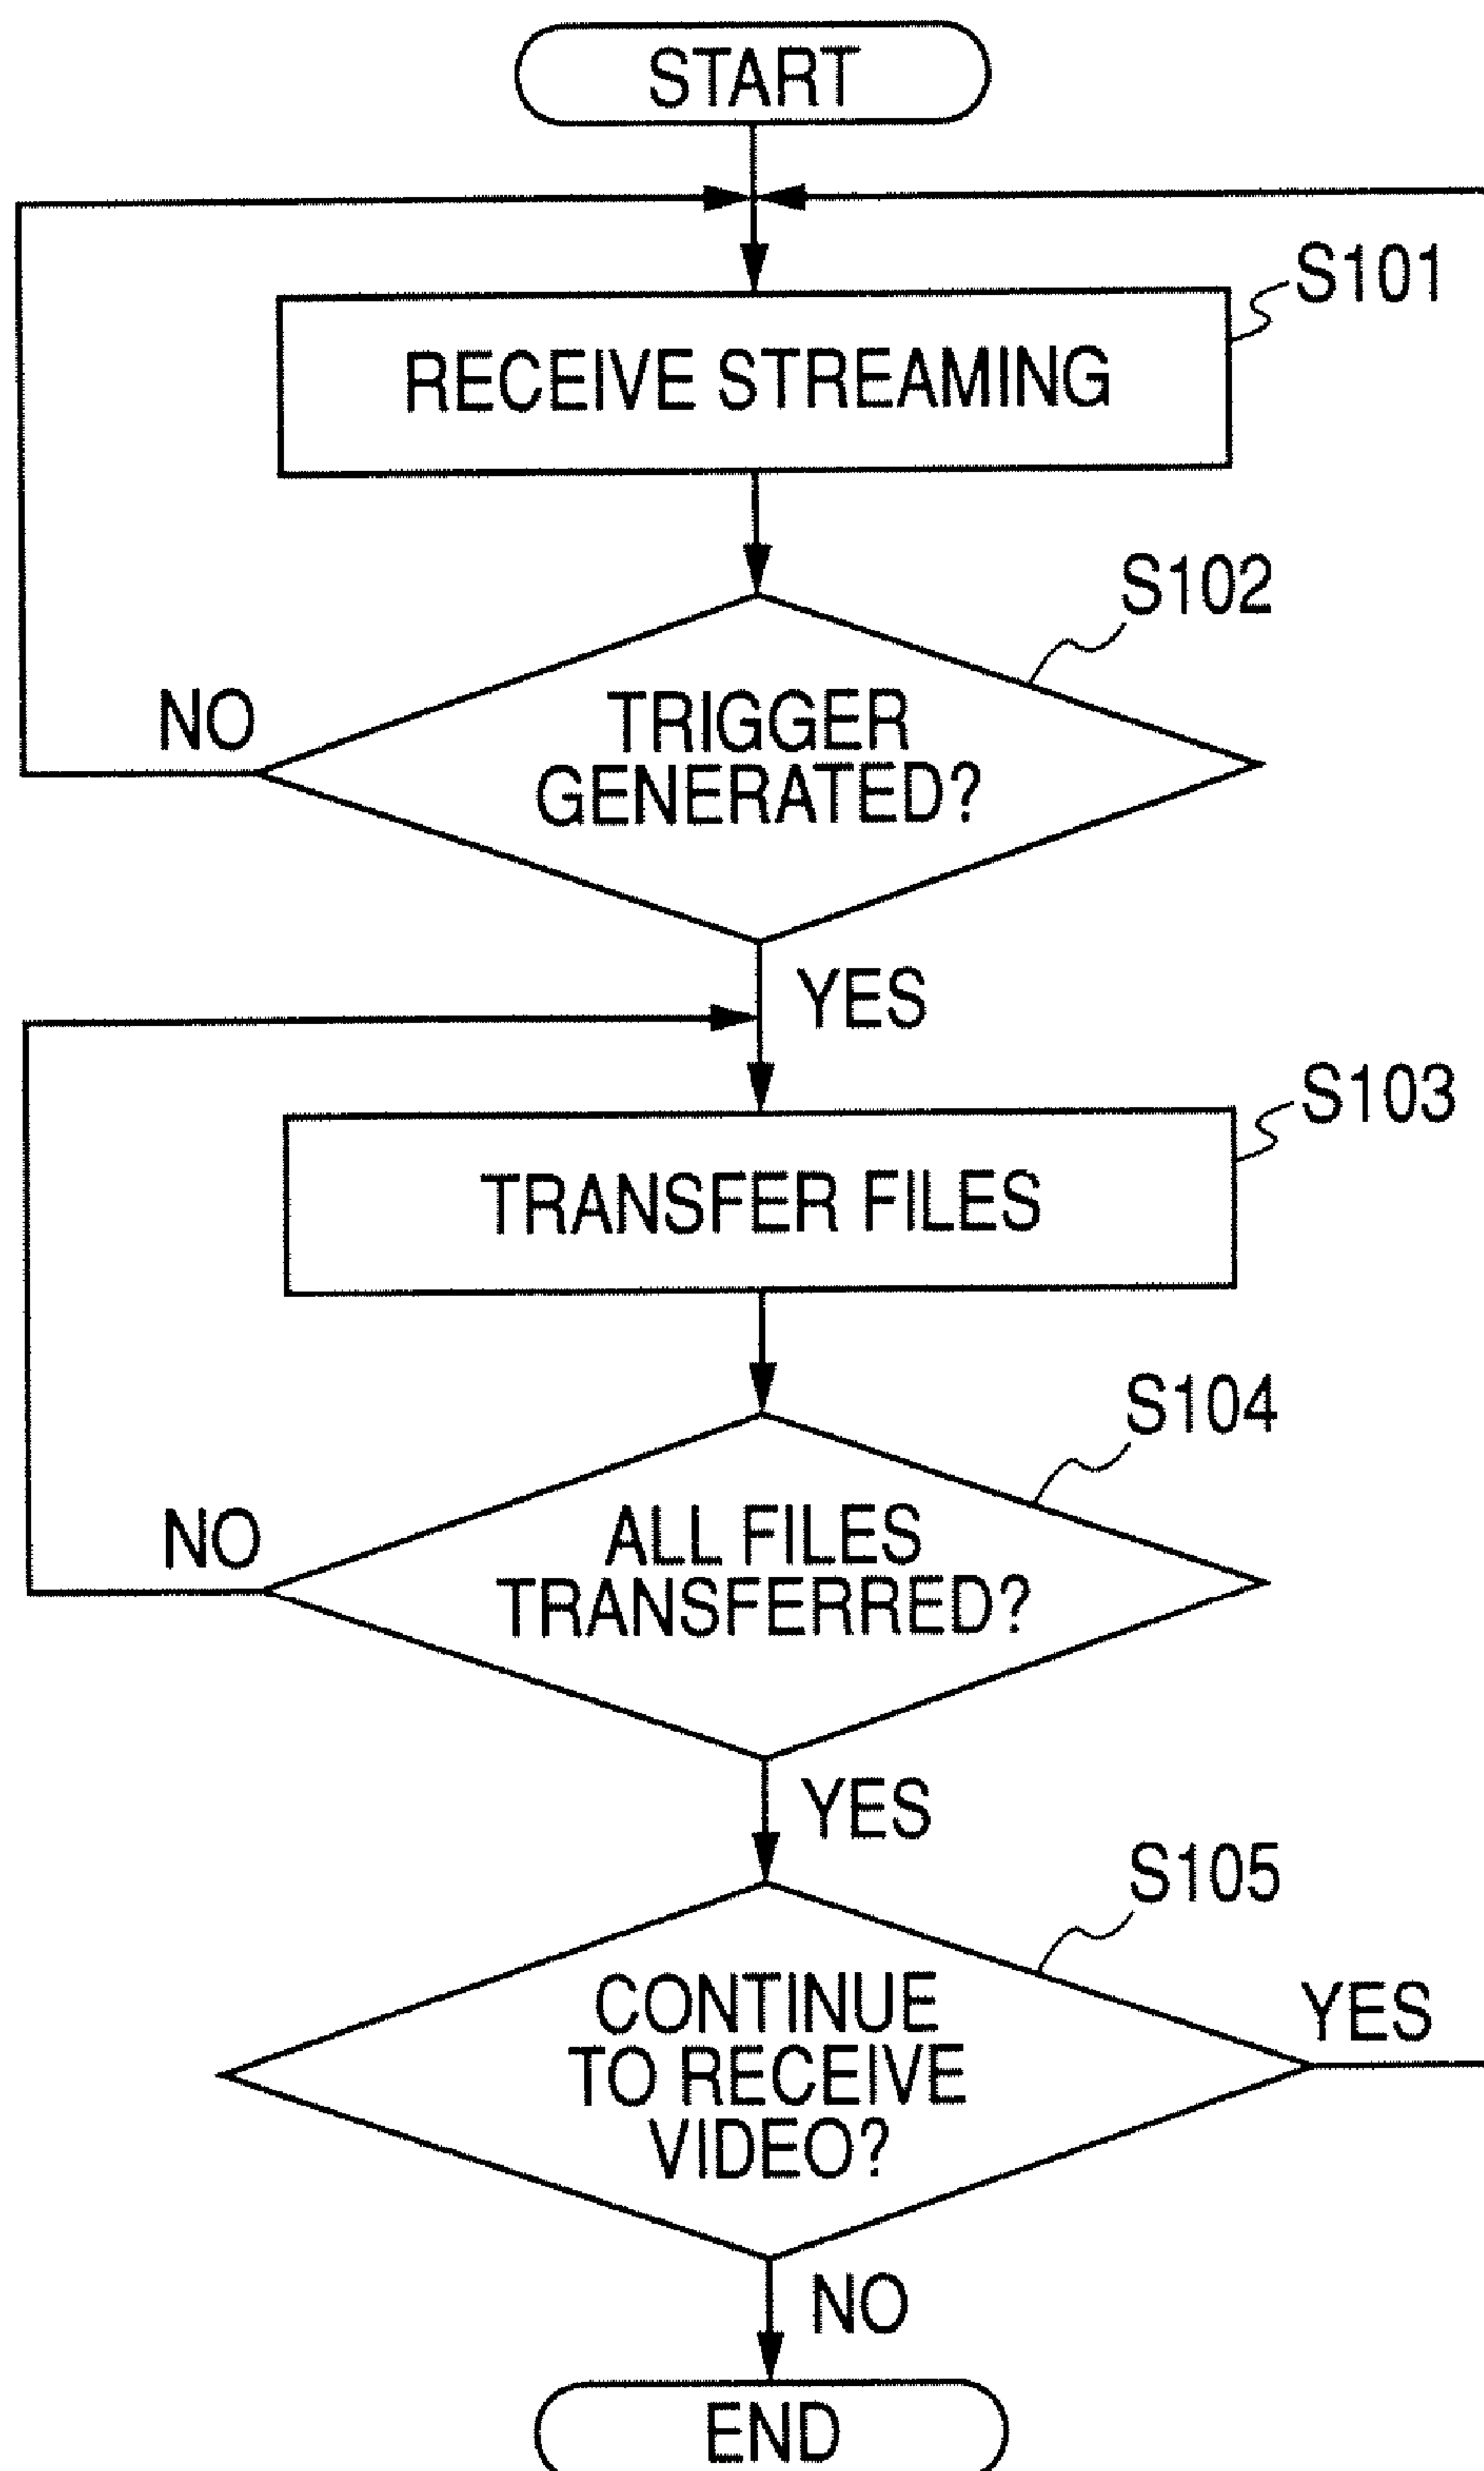 START
S101
RECEIVE STREAMING
S102
NO
TRIGGER
GENERATED?
YES
S103
TRANSFER FILES
S104
NO
ALL FILES
TRANSFERRED?
YES
S105
CONTINUE
TO RECEIVE
VIDEO?
YES
NO
END